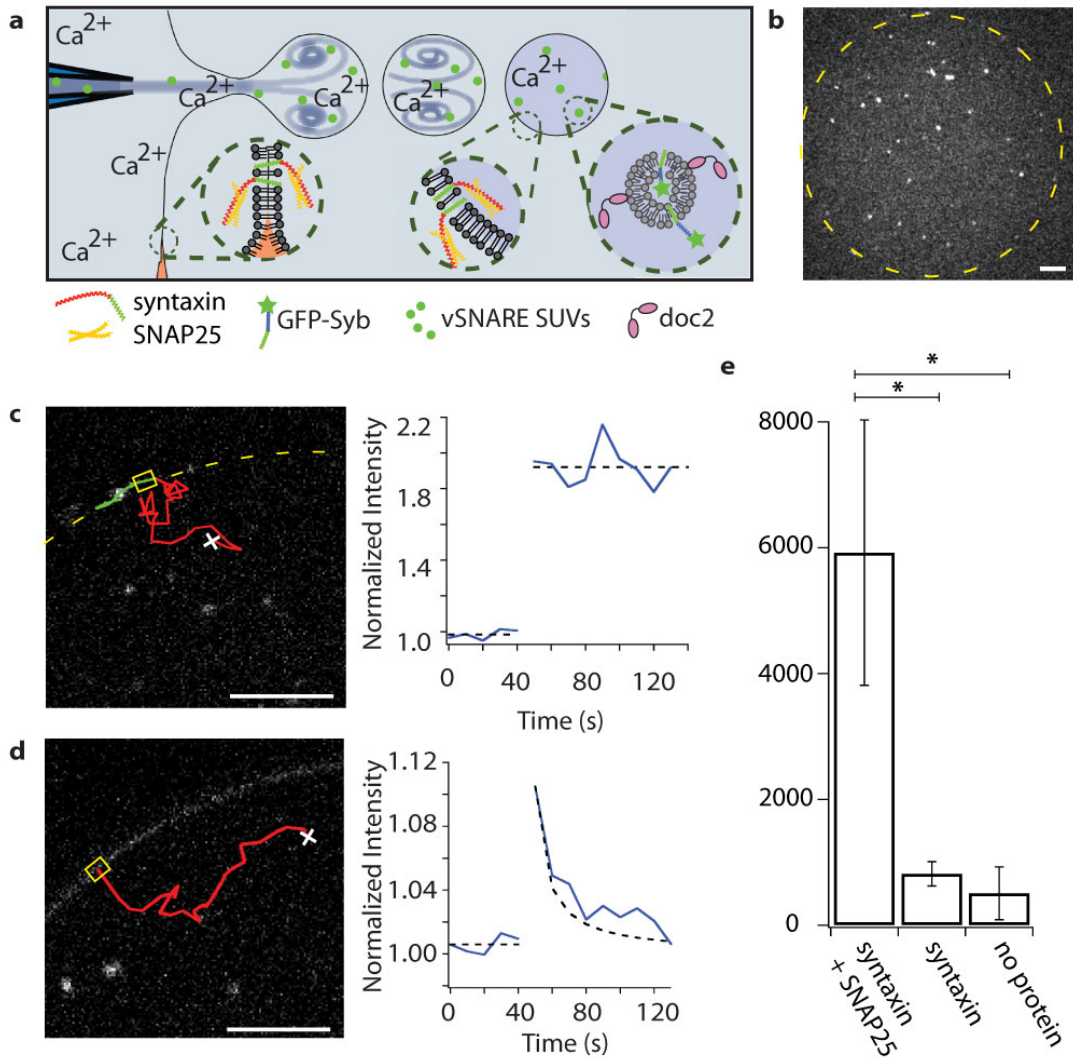 a
Ca2+
Ca2+
Ca2+
Ca2+
Ca2+
Ca2+
Ca2+
syntaxin
SNAP25
GFP-Syb
vSNARE SUVs
doc2
b
c
Normalized Intensity
2.2
1.8
1.4
1.0
0 40 80 120
Time (s)
d
Normalized Intensity
1.12
1.08
1.04
1.00
0 40 80 120
Time (s)
e
*
*
8000
6000
4000
2000
0
syntaxin
+ SNAP25
syntaxin
no protein